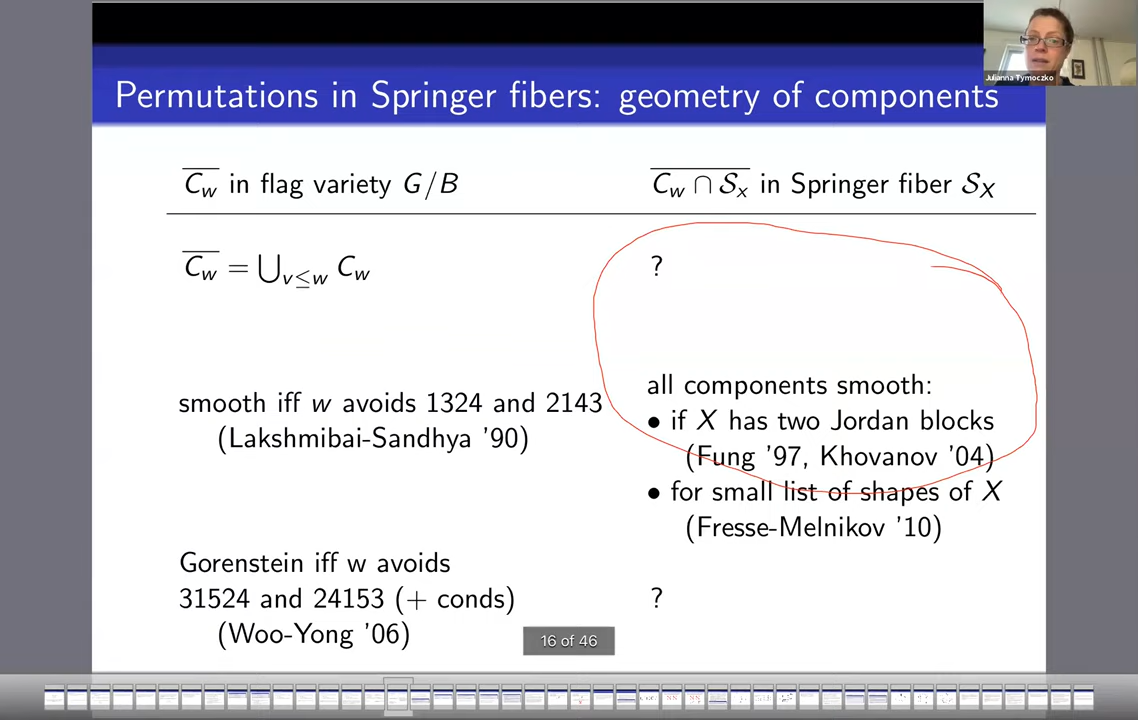 Julianna Tymoczko
Permutations in Springer fibers: geometry of components
$\overline{C_w}$ in flag variety $G/B$
$\overline{C_w \cap \mathcal{S}_x}$ in Springer fiber $\mathcal{S}_X$
$\overline{C_w} = \bigcup_{v \leq w} C_w$
?
smooth iff w avoids 1324 and 2143
(Lakshmibai-Sandhya '90)
all components smooth:
• if X has two Jordan blocks
(Fung '97, Khovanov '04)
• for small list of shapes of X
(Fresse-Melnikov '10)
Gorenstein iff w avoids
31524 and 24153 (+ conds)
(Woo-Yong '06)
?
16 of 46